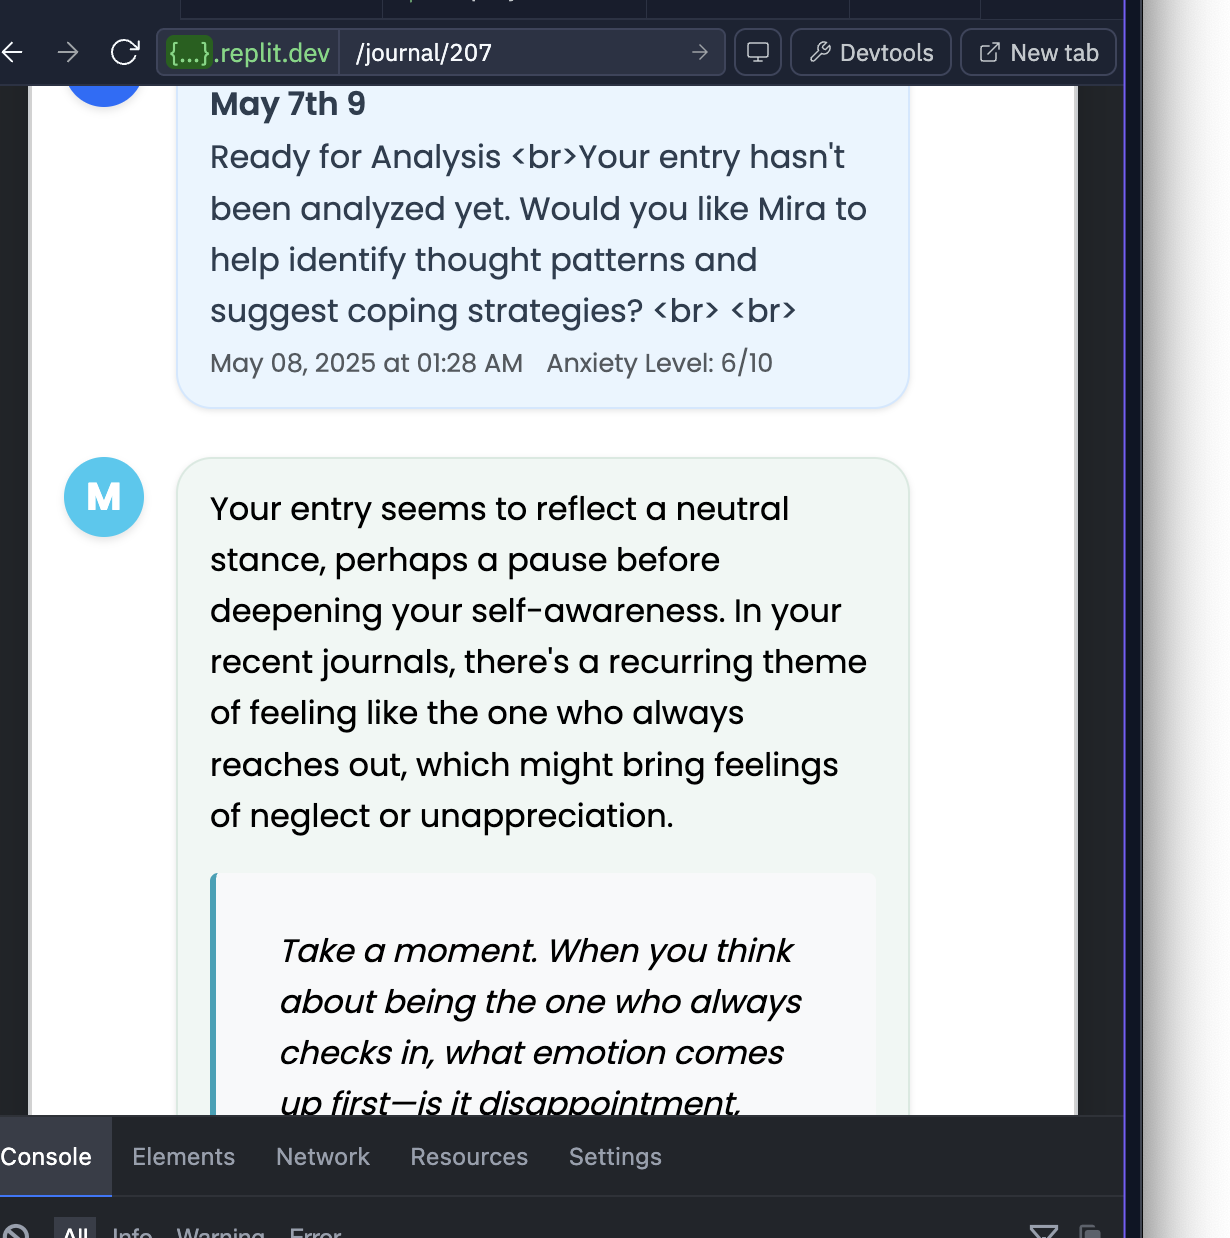 {...}.replit.dev /journal/207 Devtools New tab
May 7th 9
Ready for Analysis <br>Your entry hasn't
been analyzed yet. Would you like Mira to
help identify thought patterns and
suggest coping strategies? <br> <br>
May 08, 2025 at 01:28 AM Anxiety Level: 6/10
M
Your entry seems to reflect a neutral
stance, perhaps a pause before
deepening your self-awareness. In your
recent journals, there's a recurring theme
of feeling like the one who always
reaches out, which might bring feelings
of neglect or unappreciation.
Take a moment. When you think
about being the one who always
checks in, what emotion comes
up first—is it disappointment,
Console Elements Network Resources Settings
All Info Warning Error